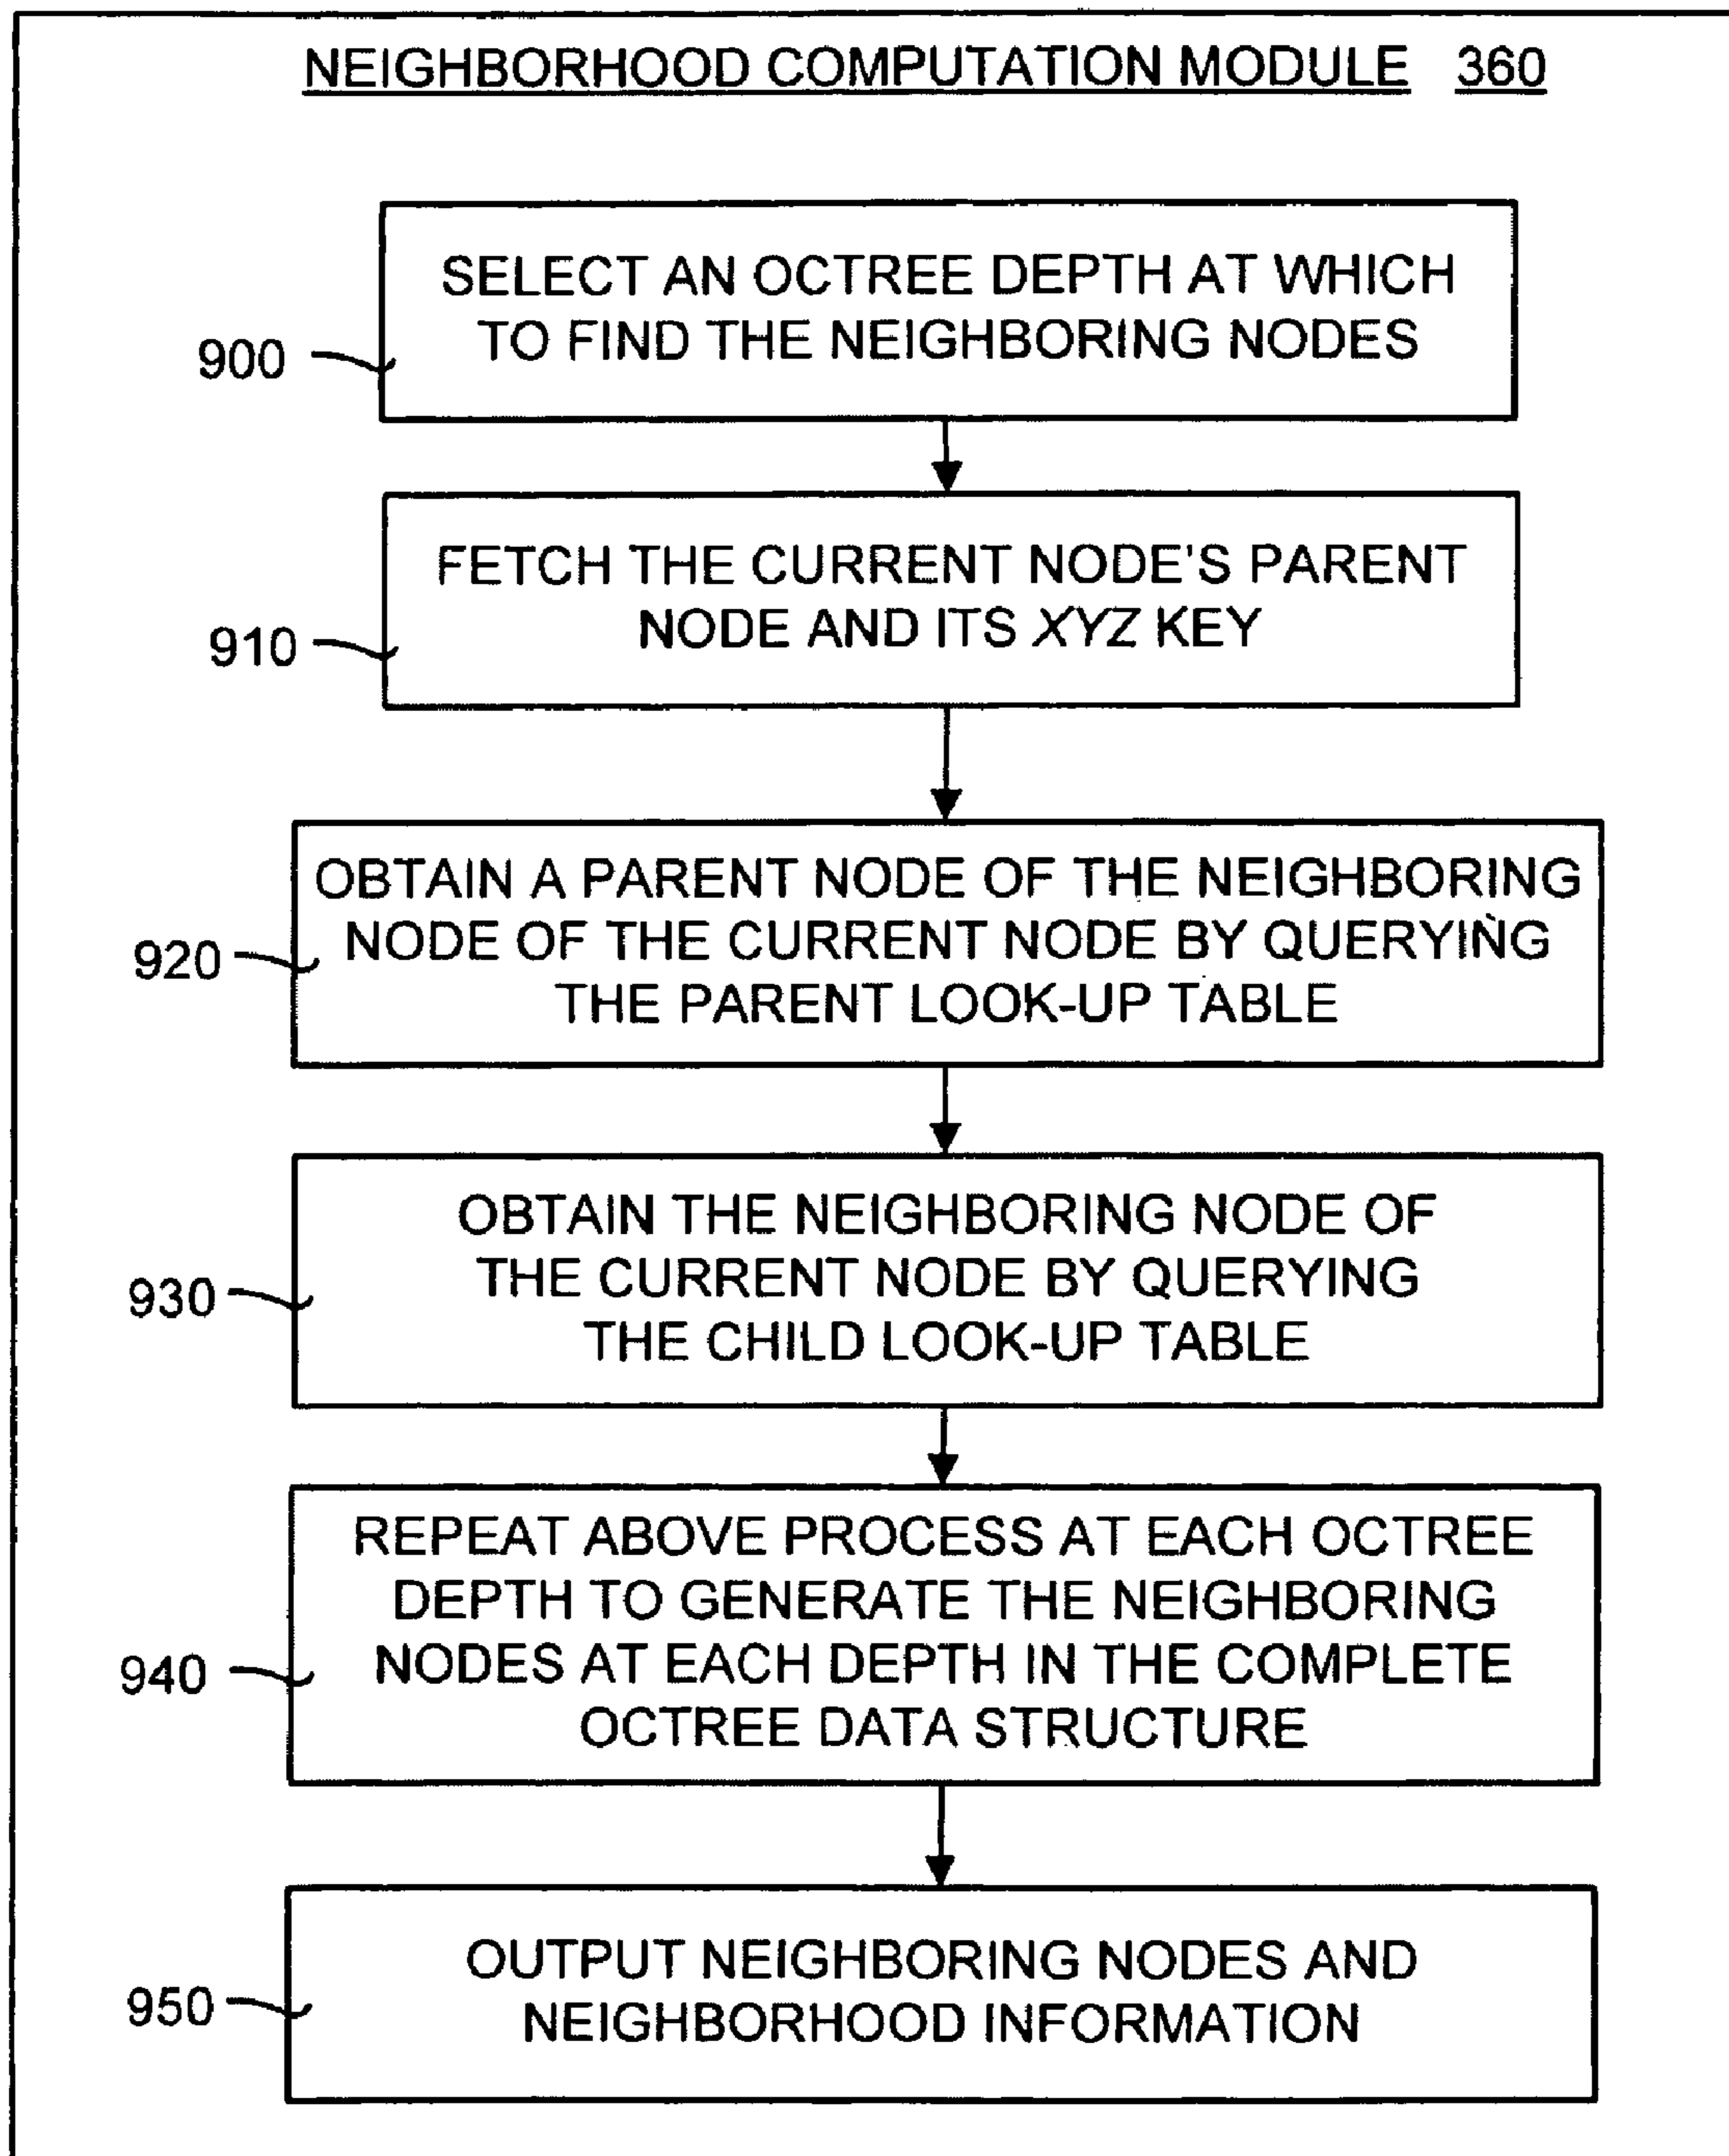 NEIGHBORHOOD COMPUTATION MODULE 360
SELECT AN OCTREE DEPTH AT WHICH
TO FIND THE NEIGHBORING NODES
900
FETCH THE CURRENT NODE'S PARENT
NODE AND ITS XYZ KEY
910
OBTAIN A PARENT NODE OF THE NEIGHBORING
NODE OF THE CURRENT NODE BY QUERYING
THE PARENT LOOK-UP TABLE
920
OBTAIN THE NEIGHBORING NODE OF
THE CURRENT NODE BY QUERYING
THE CHILD LOOK-UP TABLE
930
REPEAT ABOVE PROCESS AT EACH OCTREE
DEPTH TO GENERATE THE NEIGHBORING
NODES AT EACH DEPTH IN THE COMPLETE
OCTREE DATA STRUCTURE
940
OUTPUT NEIGHBORING NODES AND
NEIGHBORHOOD INFORMATION
950